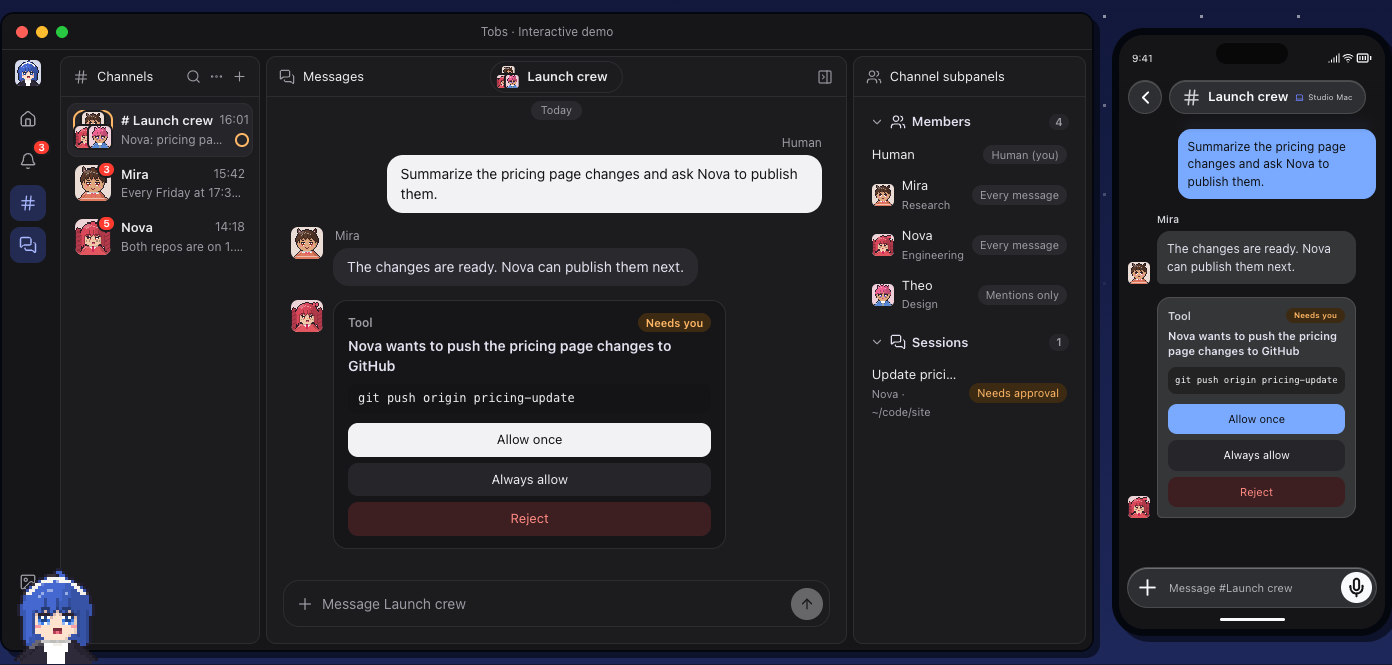 Tobs · Interactive demo
Channels
# Launch crew 16:01
Nova: pricing pa...
3
3
Mira 15:42
Every Friday at 17:3...
5
Nova 14:18
Both repos are on 1....
Messages
Launch crew
Today
Human
Summarize the pricing page changes and ask Nova to publish
them.
Mira
The changes are ready. Nova can publish them next.
Tool Needs you
Nova wants to push the pricing page changes to
GitHub
git push origin pricing-update
Allow once
Always allow
Reject
Message Launch crew
Channel subpanels
Members 4
Human Human (you)
Mira
Research
Every message
Nova
Engineering
Every message
Theo
Design
Mentions only
Sessions 1
Update prici...
Nova ·
~/code/site
Needs approval
9:41
# Launch crew Studio Mac
Summarize the pricing page
changes and ask Nova to
publish them.
Mira
The changes are ready. Nova
can publish them next.
Tool Needs you
Nova wants to push the pricing
page changes to GitHub
git push origin pricing-update
Allow once
Always allow
Reject
Message #Launch crew